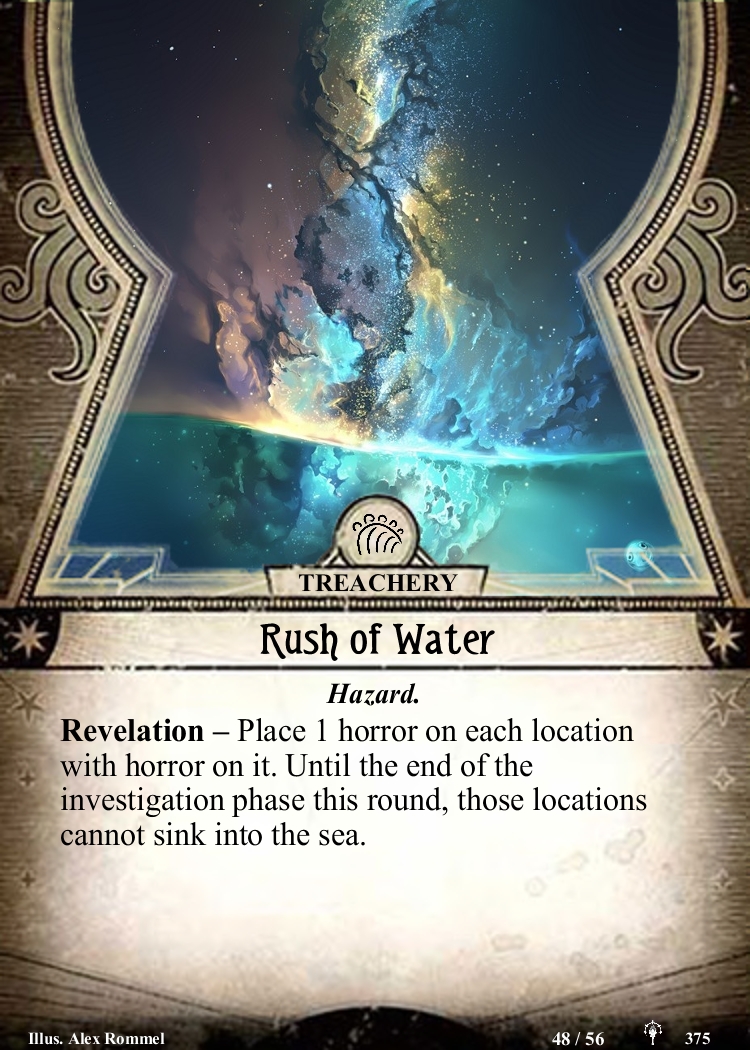 TREACHERY
Rush of Water
Hazard.
Revelation – Place 1 horror on each location
with horror on it. Until the end of the
investigation phase this round, those locations
cannot sink into the sea.
Illus. Alex Rommel
48 / 56
375